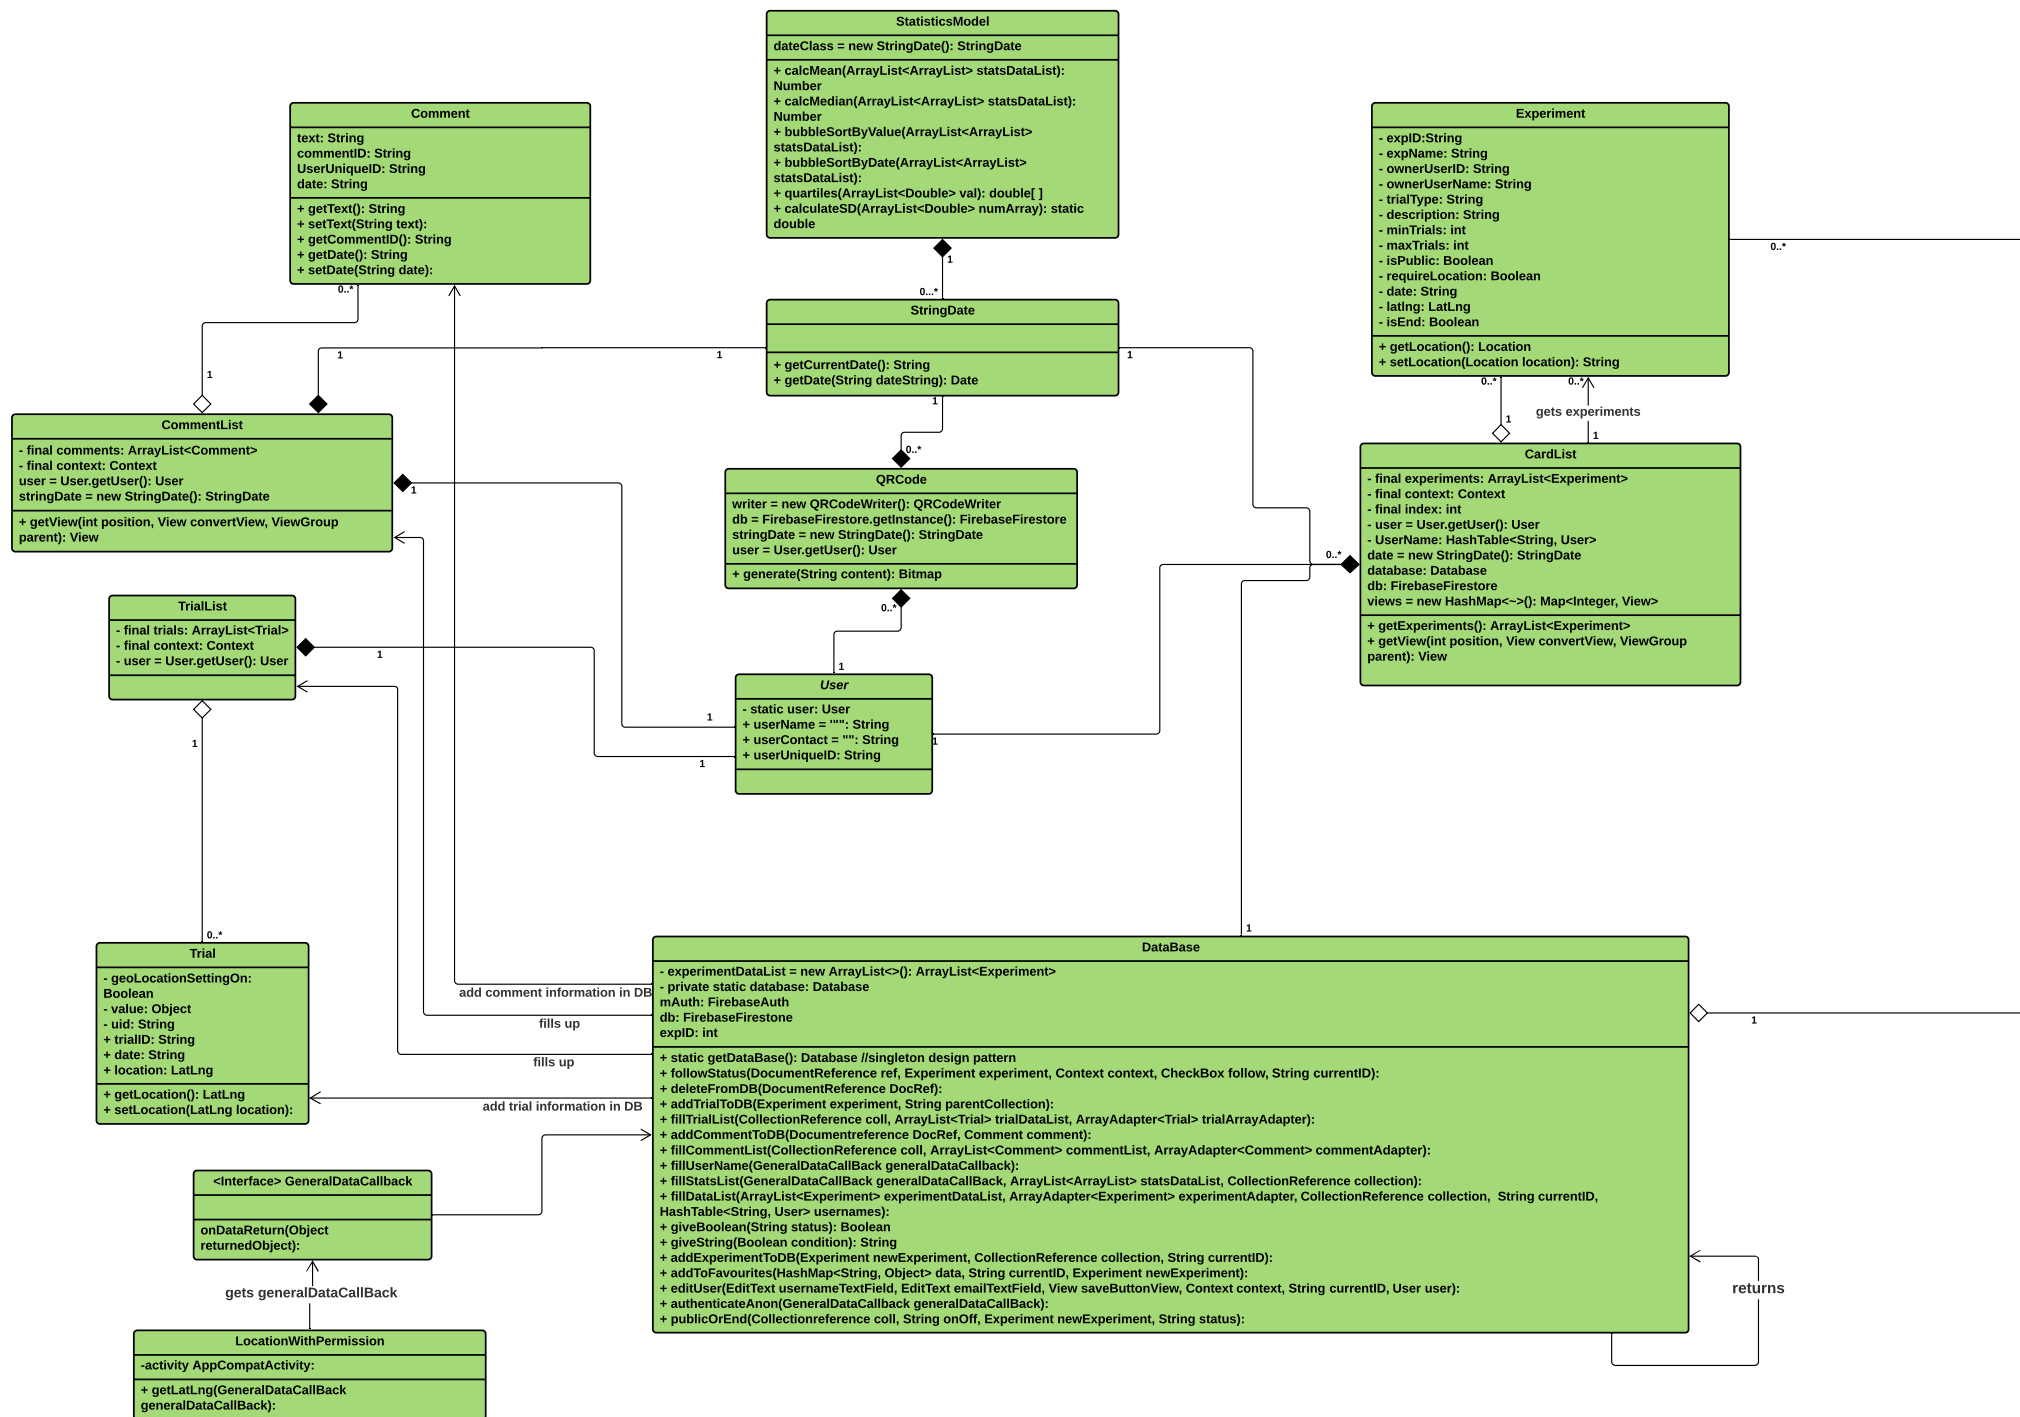 StatisticsModel
dateClass = new StringDate(): StringDate
+ calcMean(ArrayList<ArrayList> statsDataList):
Number
+ calcMedian(ArrayList<ArrayList> statsDataList):
Number
+ bubbleSortByValue(ArrayList<ArrayList>
statsDataList):
+ bubbleSortByDate(ArrayList<ArrayList>
statsDataList):
+ quartiles(ArrayList<Double> val): double[ ]
+ calculateSD(ArrayList<Double> numArray): static
double
1
0...*
Comment
text: String
commentID: String
UserUniqueID: String
date: String
+ getText(): String
+ setText(String text):
+ getCommentID(): String
+ getDate(): String
+ setDate(String date):
0..*
1
Experiment
- expID:String
- expName: String
- ownerUserID: String
- ownerUserName: String
- trialType: String
- description: String
- minTrials: int
- maxTrials: int
- isPublic: Boolean
- requireLocation: Boolean
- date: String
- latlng: LatLng
- isEnd: Boolean
+ getLocation(): Location
+ setLocation(Location location): String
0..*
0..*
0..*
gets experiments
1
1
StringDate
+ getCurrentDate(): String
+ getDate(String dateString): Date
1
1
1
1
0..*
CommentList
- final comments: ArrayList<Comment>
- final context: Context
user = User.getUser(): User
stringDate = new StringDate(): StringDate
+ getView(int position, View convertView, ViewGroup
parent): View
1
QRCode
writer = new QRCodeWriter(): QRCodeWriter
db = FirebaseFirestore.getInstance(): FirebaseFirestore
stringDate = new StringDate(): StringDate
user = User.getUser(): User
+ generate(String content): Bitmap
0..*
1
CardList
- final experiments: ArrayList<Experiment>
- final context: Context
- final index: int
- user = User.getUser(): User
- UserName: HashTable<String, User>
date = new StringDate(): StringDate
database: Database
db: FirebaseFirestore
views = new HashMap<~>(): Map<Integer, View>
+ getExperiments(): ArrayList<Experiment>
+ getView(int position, View convertView, ViewGroup
parent): View
0..*
TrialList
- final trials: ArrayList<Trial>
- final context: Context
- user = User.getUser(): User
1
1
User
- static user: User
+ userName = '"": String
+ userContact = "": String
+ userUniqueID: String
1
1
1
0..*
Trial
- geoLocationSettingOn:
Boolean
- value: Object
- uid: String
+ trialID: String
+ date: String
+ location: LatLng
+ getLocation(): LatLng
+ setLocation(LatLng location):
add comment information in DB
fills up
fills up
add trial information in DB
1
DataBase
- experimentDataList = new ArrayList<>(): ArrayList<Experiment>
- private static database: Database
mAuth: FirebaseAuth
db: FirebaseFirestone
expID: int
+ static getDataBase(): Database //singleton design pattern
+ followStatus(DocumentReference ref, Experiment experiment, Context context, CheckBox follow, String currentID):
+ deleteFromDB(DocumentReference DocRef):
+ addTrialToDB(Experiment experiment, String parentCollection):
+ fillTrialList(CollectionReference coll, ArrayList<Trial> trialDataList, ArrayAdapter<Trial> trialArrayAdapter):
+ addCommentToDB(Documentreference DocRef, Comment comment):
+ fillCommentList(CollectionReference coll, ArrayList<Comment> commentList, ArrayAdapter<Comment> commentAdapter):
+ fillUserName(GeneralDataCallBack generalDataCallback):
+ fillStatsList(GeneralDataCallBack generalDataCallBack, ArrayList<ArrayList> statsDataList, CollectionReference collection):
+ fillDataList(ArrayList<Experiment> experimentDataList, ArrayAdapter<Experiment> experimentAdapter, CollectionReference collection,  String currentID,
HashTable<String, User> usernames):
+ giveBoolean(String status): Boolean
+ giveString(Boolean condition): String
+ addExperimentToDB(Experiment newExperiment, CollectionReference collection, String currentID):
+ addToFavourites(HashMap<String, Object> data, String currentID, Experiment newExperiment):
+ editUser(EditText usernameTextField, EditText emailTextField, View saveButtonView, Context context, String currentID, User user):
+ authenticateAnon(GeneralDataCallback generalDataCallBack):
+ publicOrEnd(Collectionreference coll, String onOff, Experiment newExperiment, String status):
1
returns
<Interface> GeneralDataCallback
onDataReturn(Object
returnedObject):
gets generalDataCallBack
LocationWithPermission
-activity AppCompatActivity:
+ getLatLng(GeneralDataCallBack
generalDataCallBack):